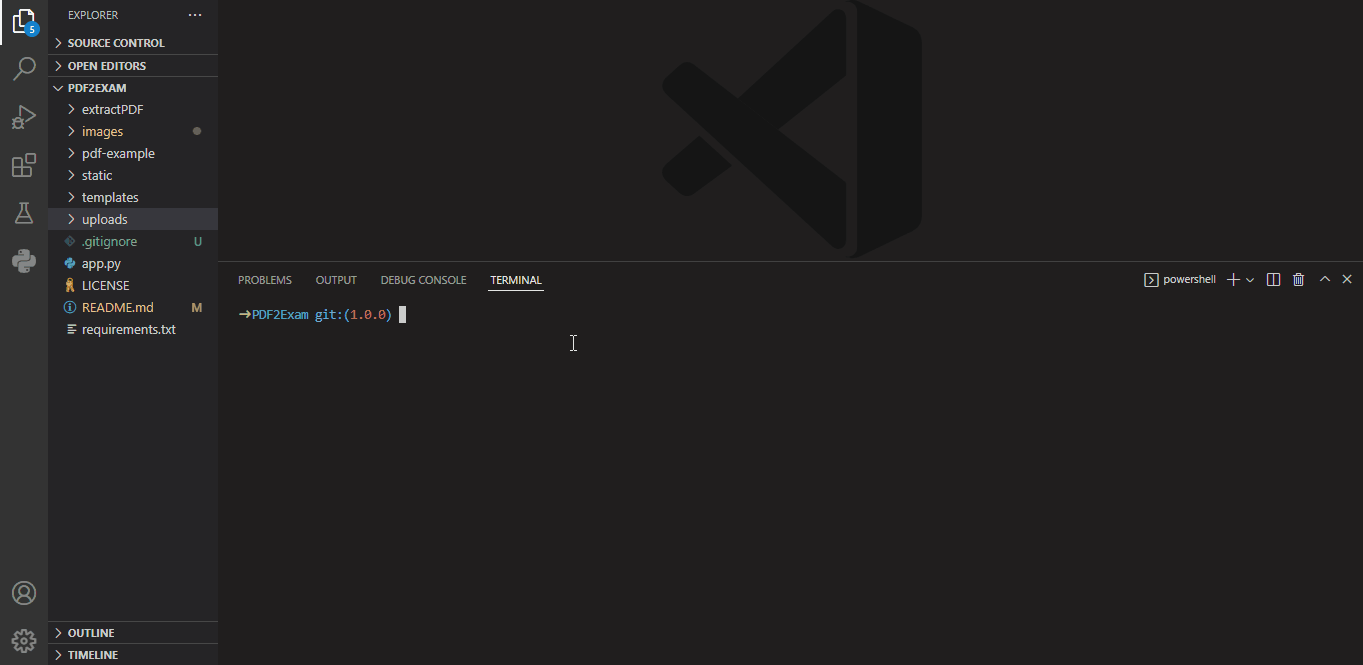 5
EXPLORER ···
SOURCE CONTROL
OPEN EDITORS
PDF2EXAM
extractPDF
images
pdf-example
static
templates
uploads
.gitignore U
app.py
LICENSE
README.md M
requirements.txt
OUTLINE
TIMELINE
PROBLEMS OUTPUT DEBUG CONSOLE TERMINAL powershell
→PDF2Exam git:(1.0.0)